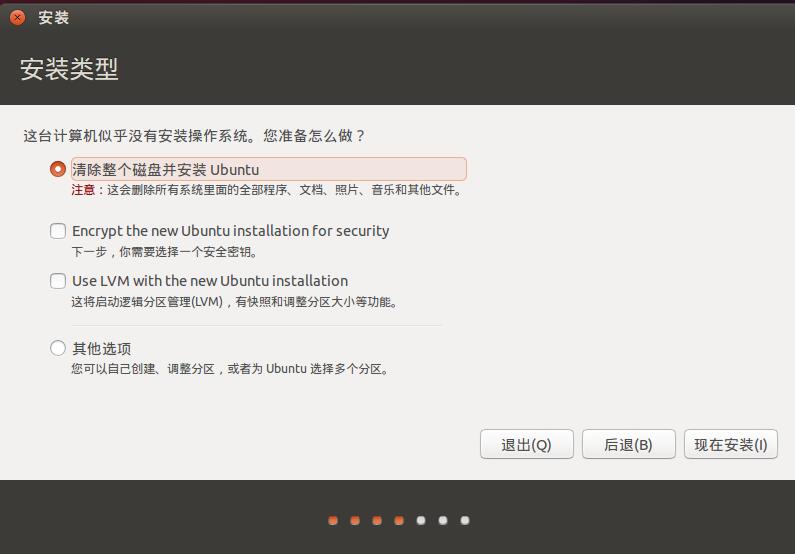 安装
安装类型
这台计算机似乎没有安装操作系统。您准备怎么做？
清除整个磁盘并安装 Ubuntu
注意：这会删除所有系统里面的全部程序、文档、照片、音乐和其他文件。
Encrypt the new Ubuntu installation for security
下一步，你需要选择一个安全密钥。
Use LVM with the new Ubuntu installation
这将启动逻辑分区管理(LVM)，有快照和调整分区大小等功能。
其他选项
您可以自己创建、调整分区，或者为 Ubuntu 选择多个分区。
退出(Q) 后退(B) 现在安装(I)